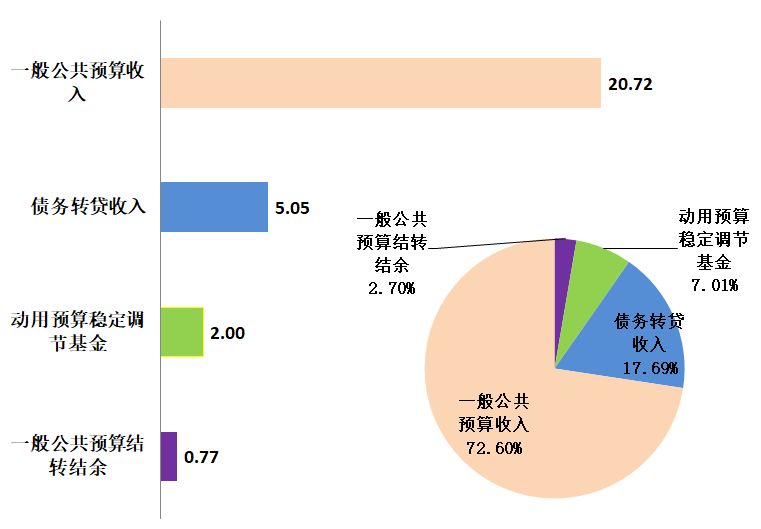 一般公共预算收
入
20.72
债务转贷收入
5.05
动用预算稳定调
节基金
2.00
一般公共预算结
转结余
0.77
一般公共
预算结转
结余
2.70%
动用预算
稳定调节
基金
7.01%
债务转贷
收入
17.69%
一般公共
预算收入
72.60%